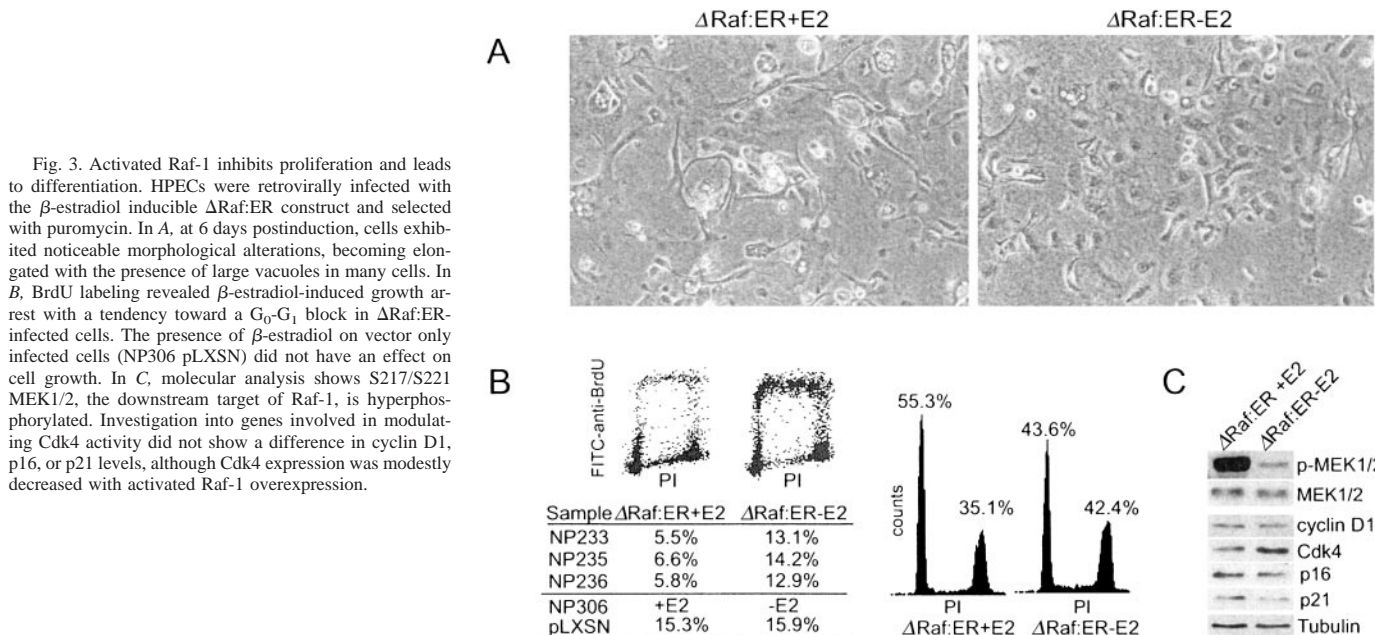 Fig. 3. Activated Raf-1 inhibits proliferation and leads
to differentiation. HPECs were retrovirally infected with
the β-estradiol inducible ΔRaf:ER construct and selected
with puromycin. In A, at 6 days postinduction, cells exhib-
ited noticeable morphological alterations, becoming elon-
gated with the presence of large vacuoles in many cells. In
B, BrdU labeling revealed β-estradiol-induced growth ar-
rest with a tendency toward a G₀-G₁ block in ΔRaf:ER-
infected cells. The presence of β-estradiol on vector only
infected cells (NP306 pLXSN) did not have an effect on
cell growth. In C, molecular analysis shows S217/S221
MEK1/2, the downstream target of Raf-1, is hyperphos-
phorylated. Investigation into genes involved in modulat-
ing Cdk4 activity did not show a difference in cyclin D1,
p16, or p21 levels, although Cdk4 expression was modestly
decreased with activated Raf-1 overexpression.
A
ΔRaf:ER+E2 ΔRaf:ER-E2
B
FITC-anti-BrdU
PI PI
Sample ΔRaf:ER+E2 ΔRaf:ER-E2
NP233 5.5% 13.1%
NP235 6.6% 14.2%
NP236 5.8% 12.9%
NP306 +E2 -E2
pLXSN 15.3% 15.9%
counts
55.3% 35.1% 43.6% 42.4%
PI PI
ΔRaf:ER+E2 ΔRaf:ER-E2
C
ΔRaf:ER +E2 ΔRaf:ER-E2
p-MEK1/2
MEK1/2
cyclin D1
Cdk4
p16
p21
Tubulin